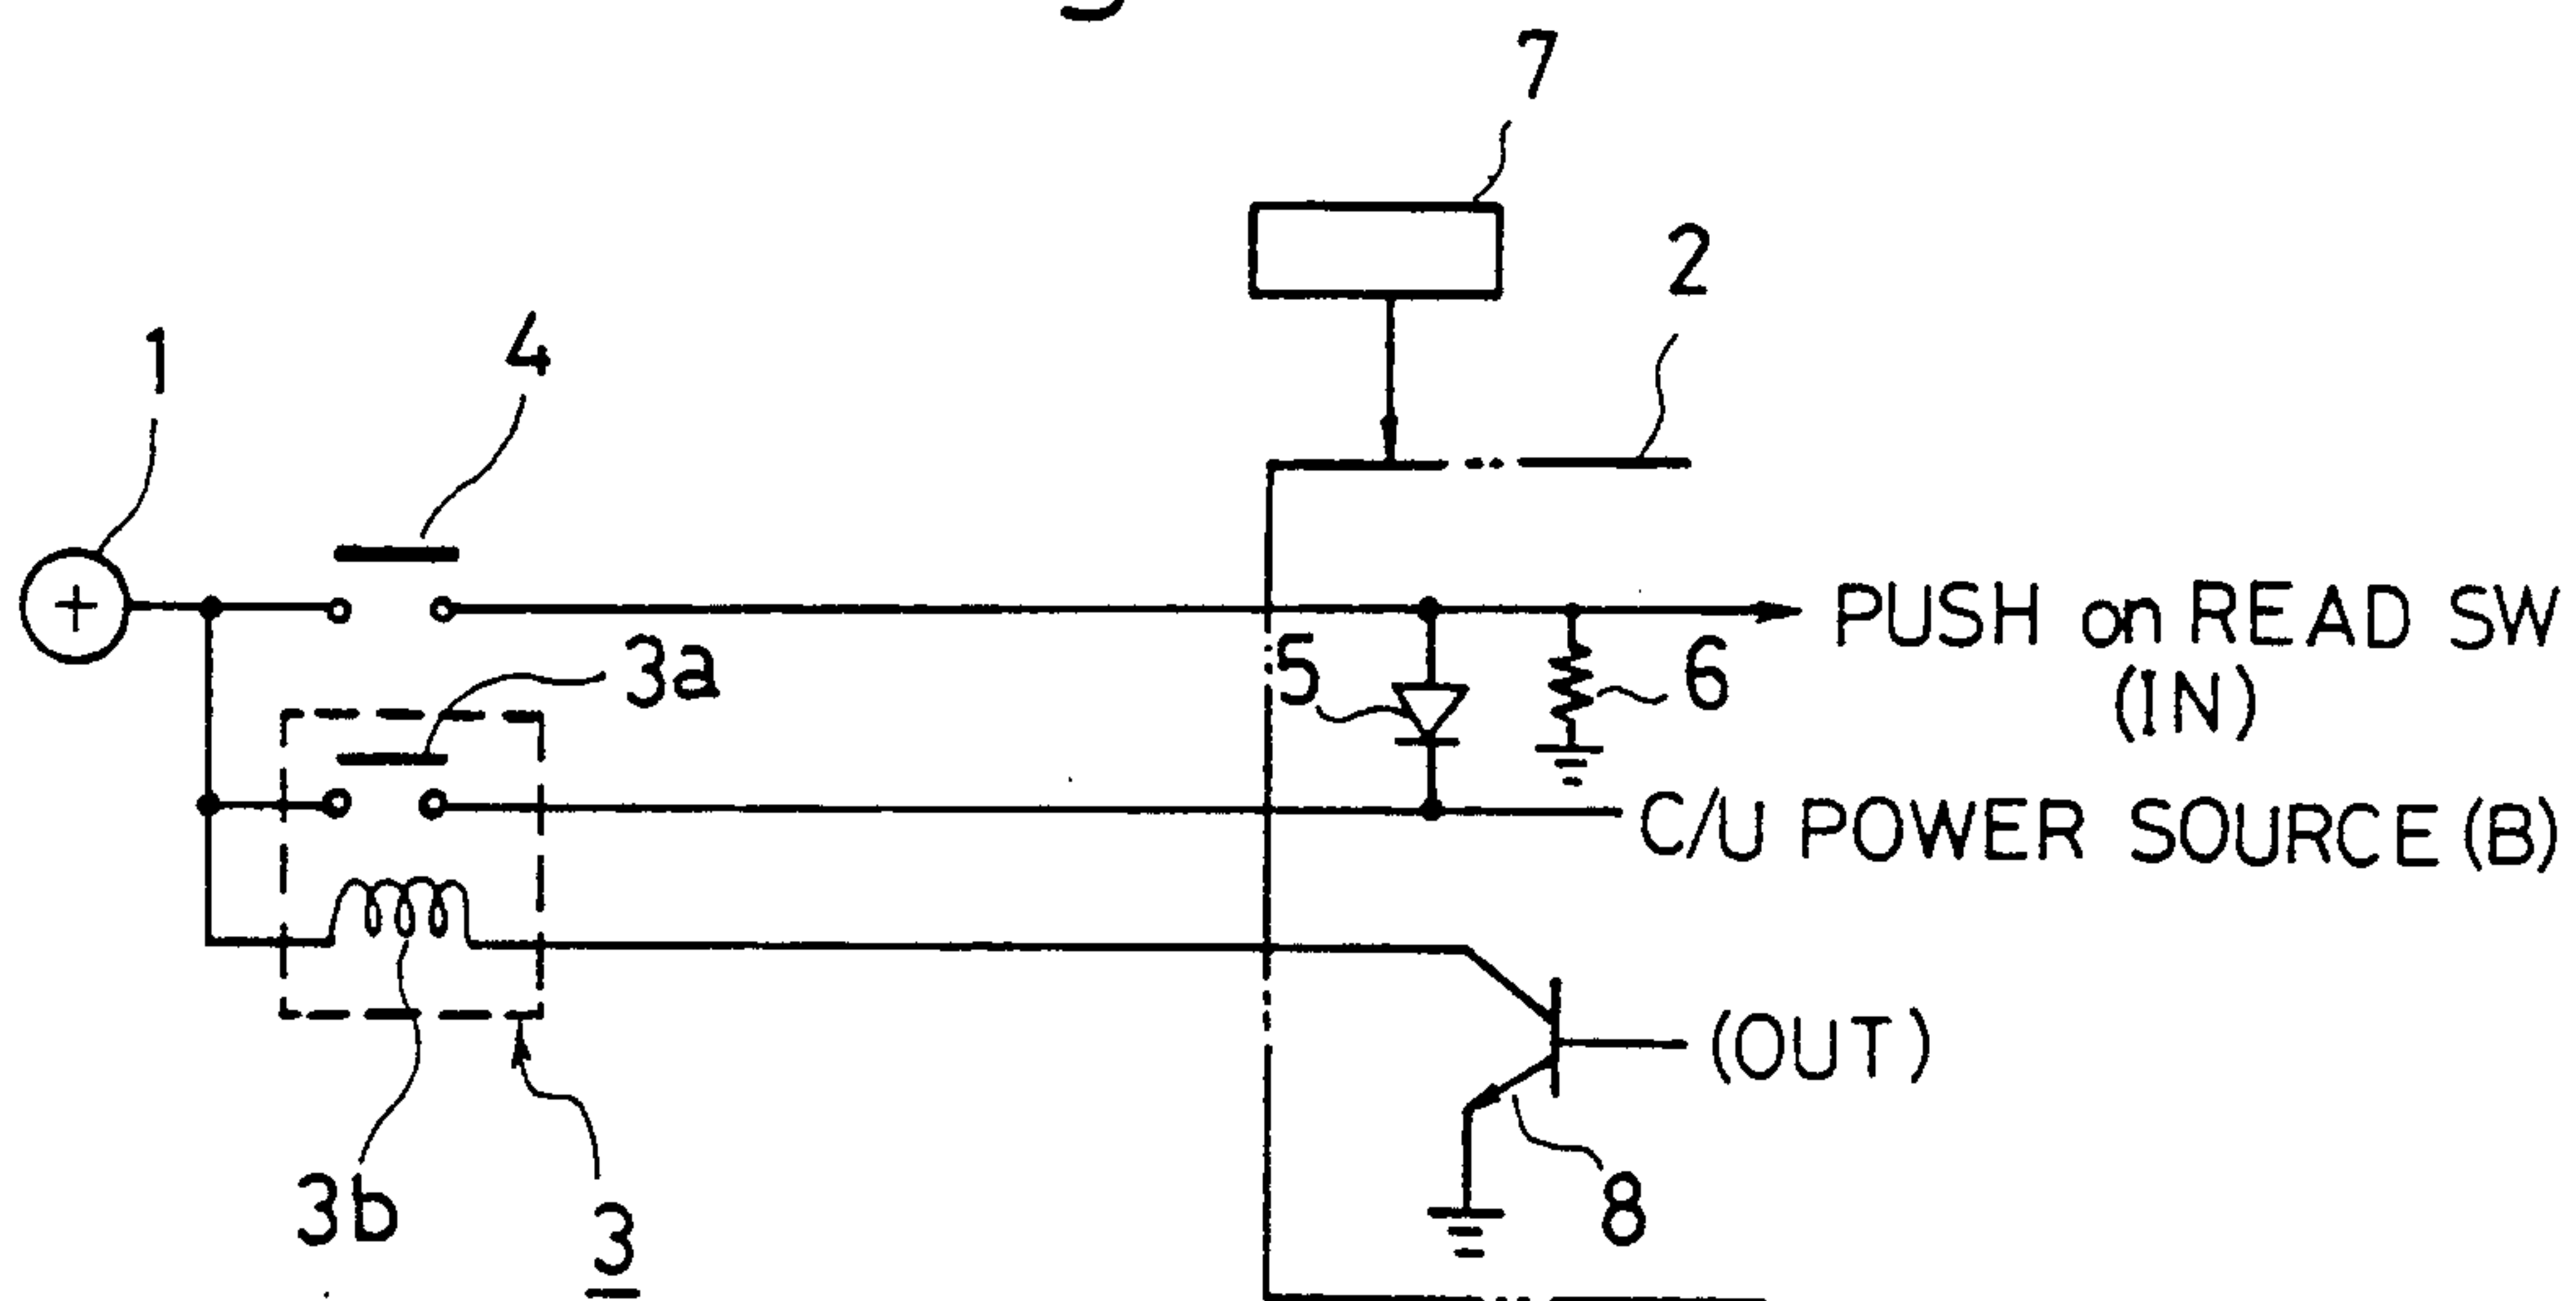 7
2
1
4
PUSH on READ SW
(IN)
3a
5
6
C/U POWER SOURCE (B)
(OUT)
3b
3
8